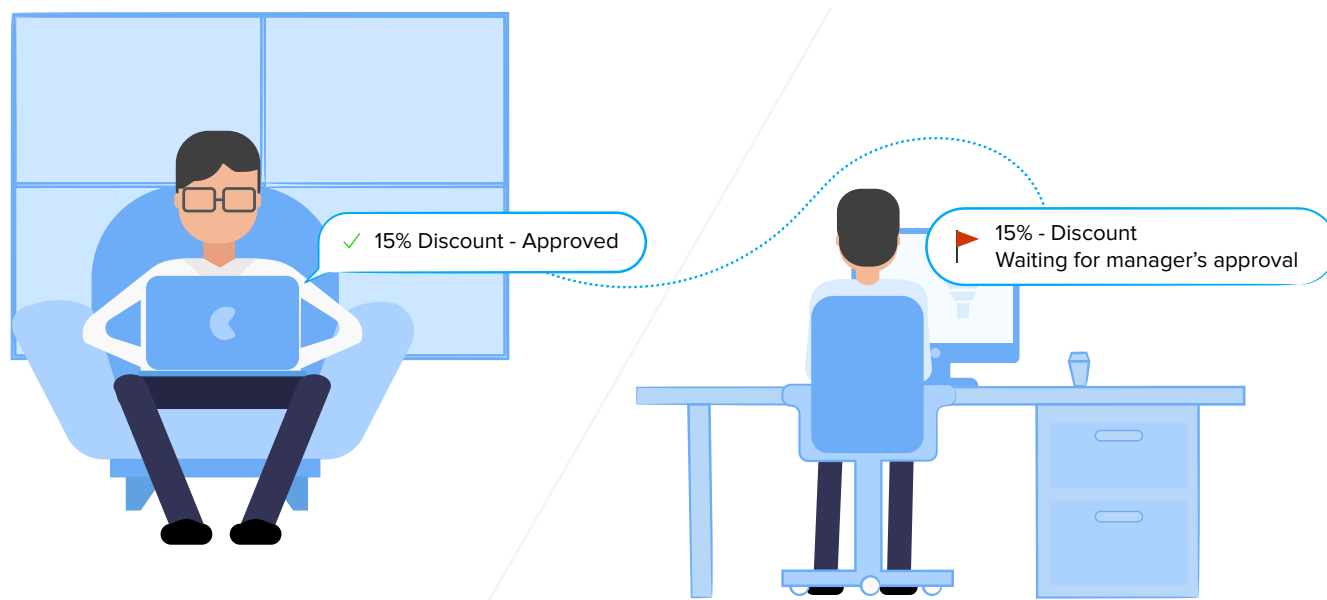 15% Discount - Approved
15% - Discount
Waiting for manager’s approval